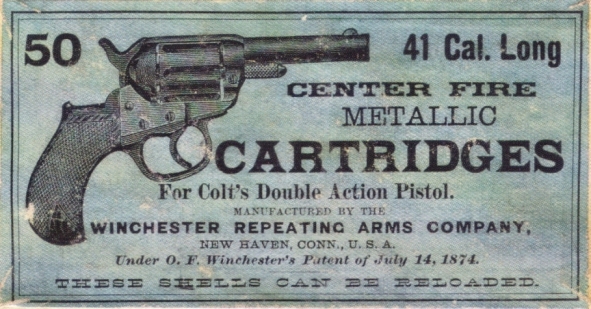 50
41 Cal. Long
CENTER FIRE
METALLIC
CARTRIDGES
For Colt's Double Action Pistol.
MANUFACTURED BY THE
WINCHESTER REPEATING ARMS COMPANY,
NEW HAVEN, CONN., U. S. A.
Under O. F. Winchester's Patent of July 14, 1874.
THESE SHELLS CAN BE RELOADED.